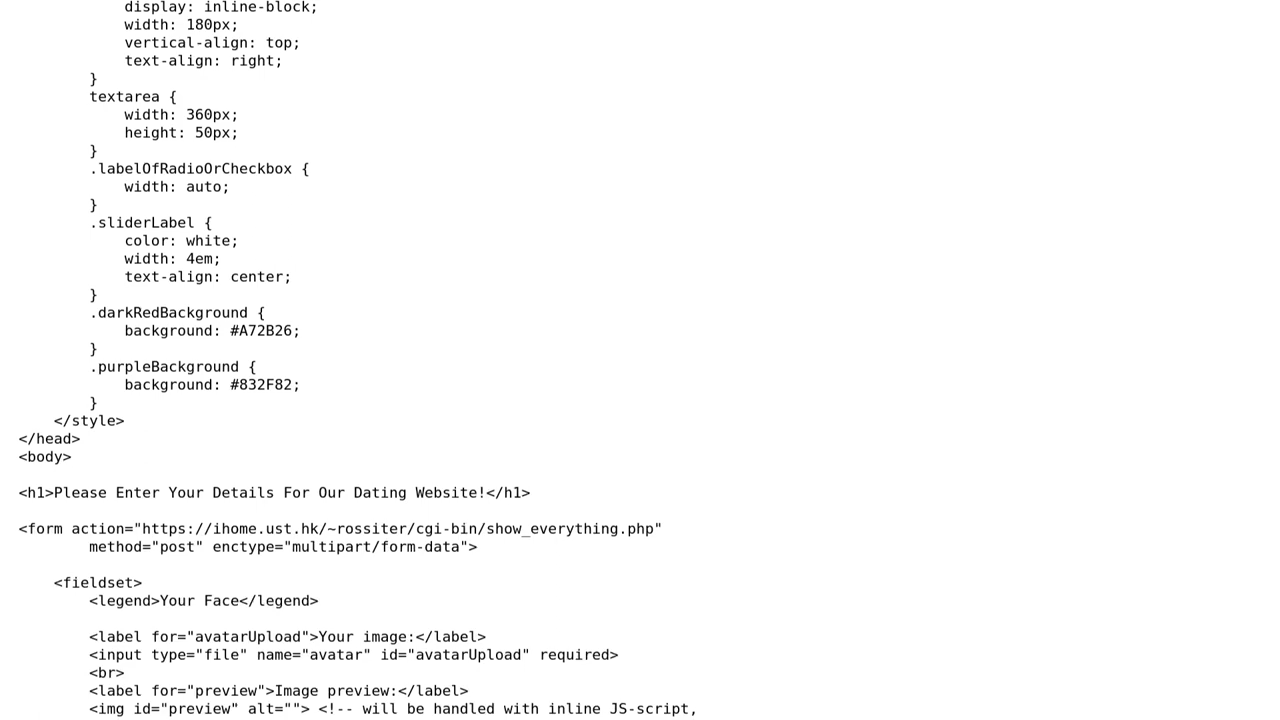 display: inline-block;
width: 180px;
vertical-align: top;
text-align: right;
}
textarea {
width: 360px;
height: 50px;
}
.labelOfRadioOrCheckbox {
width: auto;
}
.sliderLabel {
color: white;
width: 4em;
text-align: center;
}
.darkRedBackground {
background: #A72B26;
}
.purpleBackground {
background: #832F82;
}
</style>
</head>
<body>
<h1>Please Enter Your Details For Our Dating Website!</h1>
<form action="https://ihome.ust.hk/~rossiter/cgi-bin/show_everything.php"
method="post" enctype="multipart/form-data">
<fieldset>
<legend>Your Face</legend>
<label for="avatarUpload">Your image:</label>
<input type="file" name="avatar" id="avatarUpload" required>
<br>
<label for="preview">Image preview:</label>
<img id="preview" alt=""> <!-- will be handled with inline JS-script,